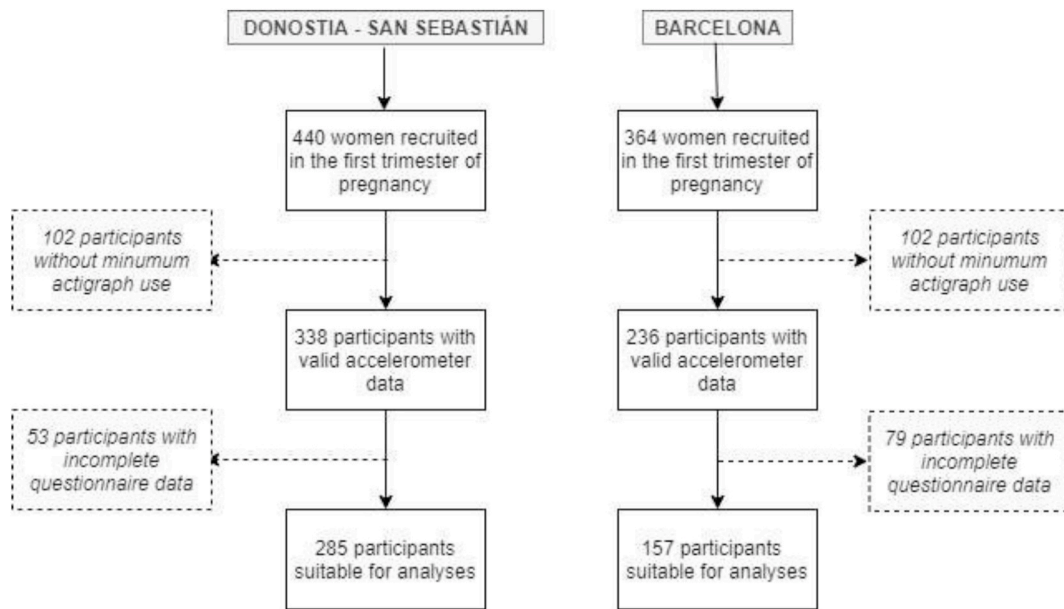 DONOSTIA - SAN SEBASTIÁN
BARCELONA
440 women recruited
in the first trimester of
pregnancy
364 women recruited
in the first trimester of
pregnancy
102 participants
without minumum
actigraph use
102 participants
without minumum
actigraph use
338 participants with
valid accelerometer
data
236 participants with
valid accelerometer
data
53 participants with
incomplete
questionnaire data
79 participants with
incomplete
questionnaire data
285 participants
suitable for analyses
157 participants
suitable for analyses